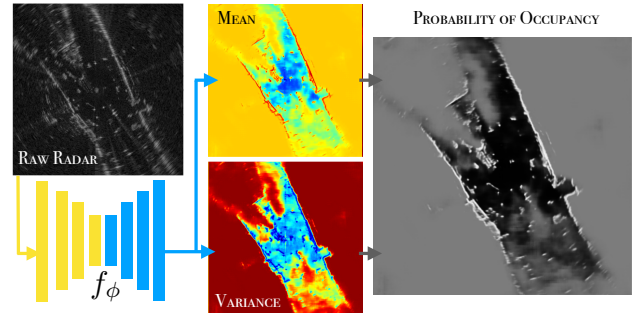 Mean
Probability of Occupancy
Raw Radar
fϕ
Variance